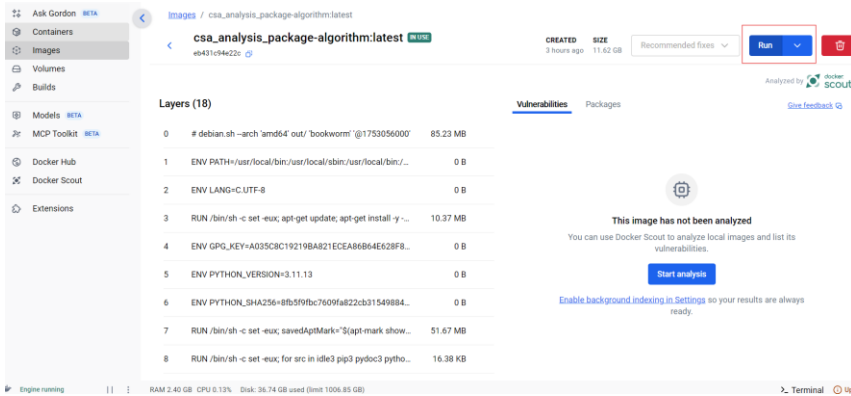 Ask Gordon BETA
Containers
Images
Volumes
Builds
Models BETA
MCP Toolkit BETA
Docker Hub
Docker Scout
Extensions
Images / csa_analysis_package-algorithm:latest
csa_analysis_package-algorithm:latest IN USE
eb431c94e22c
CREATED SIZE
3 hours ago 11.62 GB
Recommended fixes
Run
Analyzed by docker scout
Layers (18)
0 # debian.sh --arch 'amd64' out/ 'bookworm' '@1753056000' 85.23 MB
1 ENV PATH=/usr/local/bin:/usr/local/sbin:/usr/local/bin:/... 0 B
2 ENV LANG=C.UTF-8 0 B
3 RUN /bin/sh -c set -eux; apt-get update; apt-get install -y -... 10.37 MB
4 ENV GPG_KEY=A035C8C19219BA821ECEA86B64E628F8... 0 B
5 ENV PYTHON_VERSION=3.11.13 0 B
6 ENV PYTHON_SHA256=8fb5f9fbc7609fa822cb31549884... 0 B
7 RUN /bin/sh -c set -eux; savedAptMark="$(apt-mark show... 51.67 MB
8 RUN /bin/sh -c set -eux; for src in idle3 pip3 pydoc3 pytho... 16.38 KB
Vulnerabilities Packages Give feedback
This image has not been analyzed
You can use Docker Scout to analyze local images and list its
vulnerabilities.
Start analysis
Enable background indexing in Settings so your results are always
ready.
Engine running RAM 2.40 GB CPU 0.13% Disk: 36.74 GB used (limit 1006.85 GB) >_ Terminal